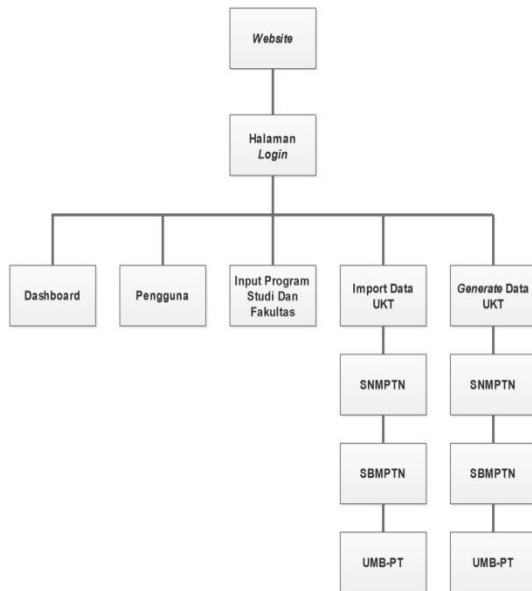 Website
Halaman
Login
Dashboard
Pengguna
Input Program
Studi Dan
Fakultas
Import Data
UKT
Generate Data
UKT
SNMPTN
SNMPTN
SBMPTN
SBMPTN
UMB-PT
UMB-PT